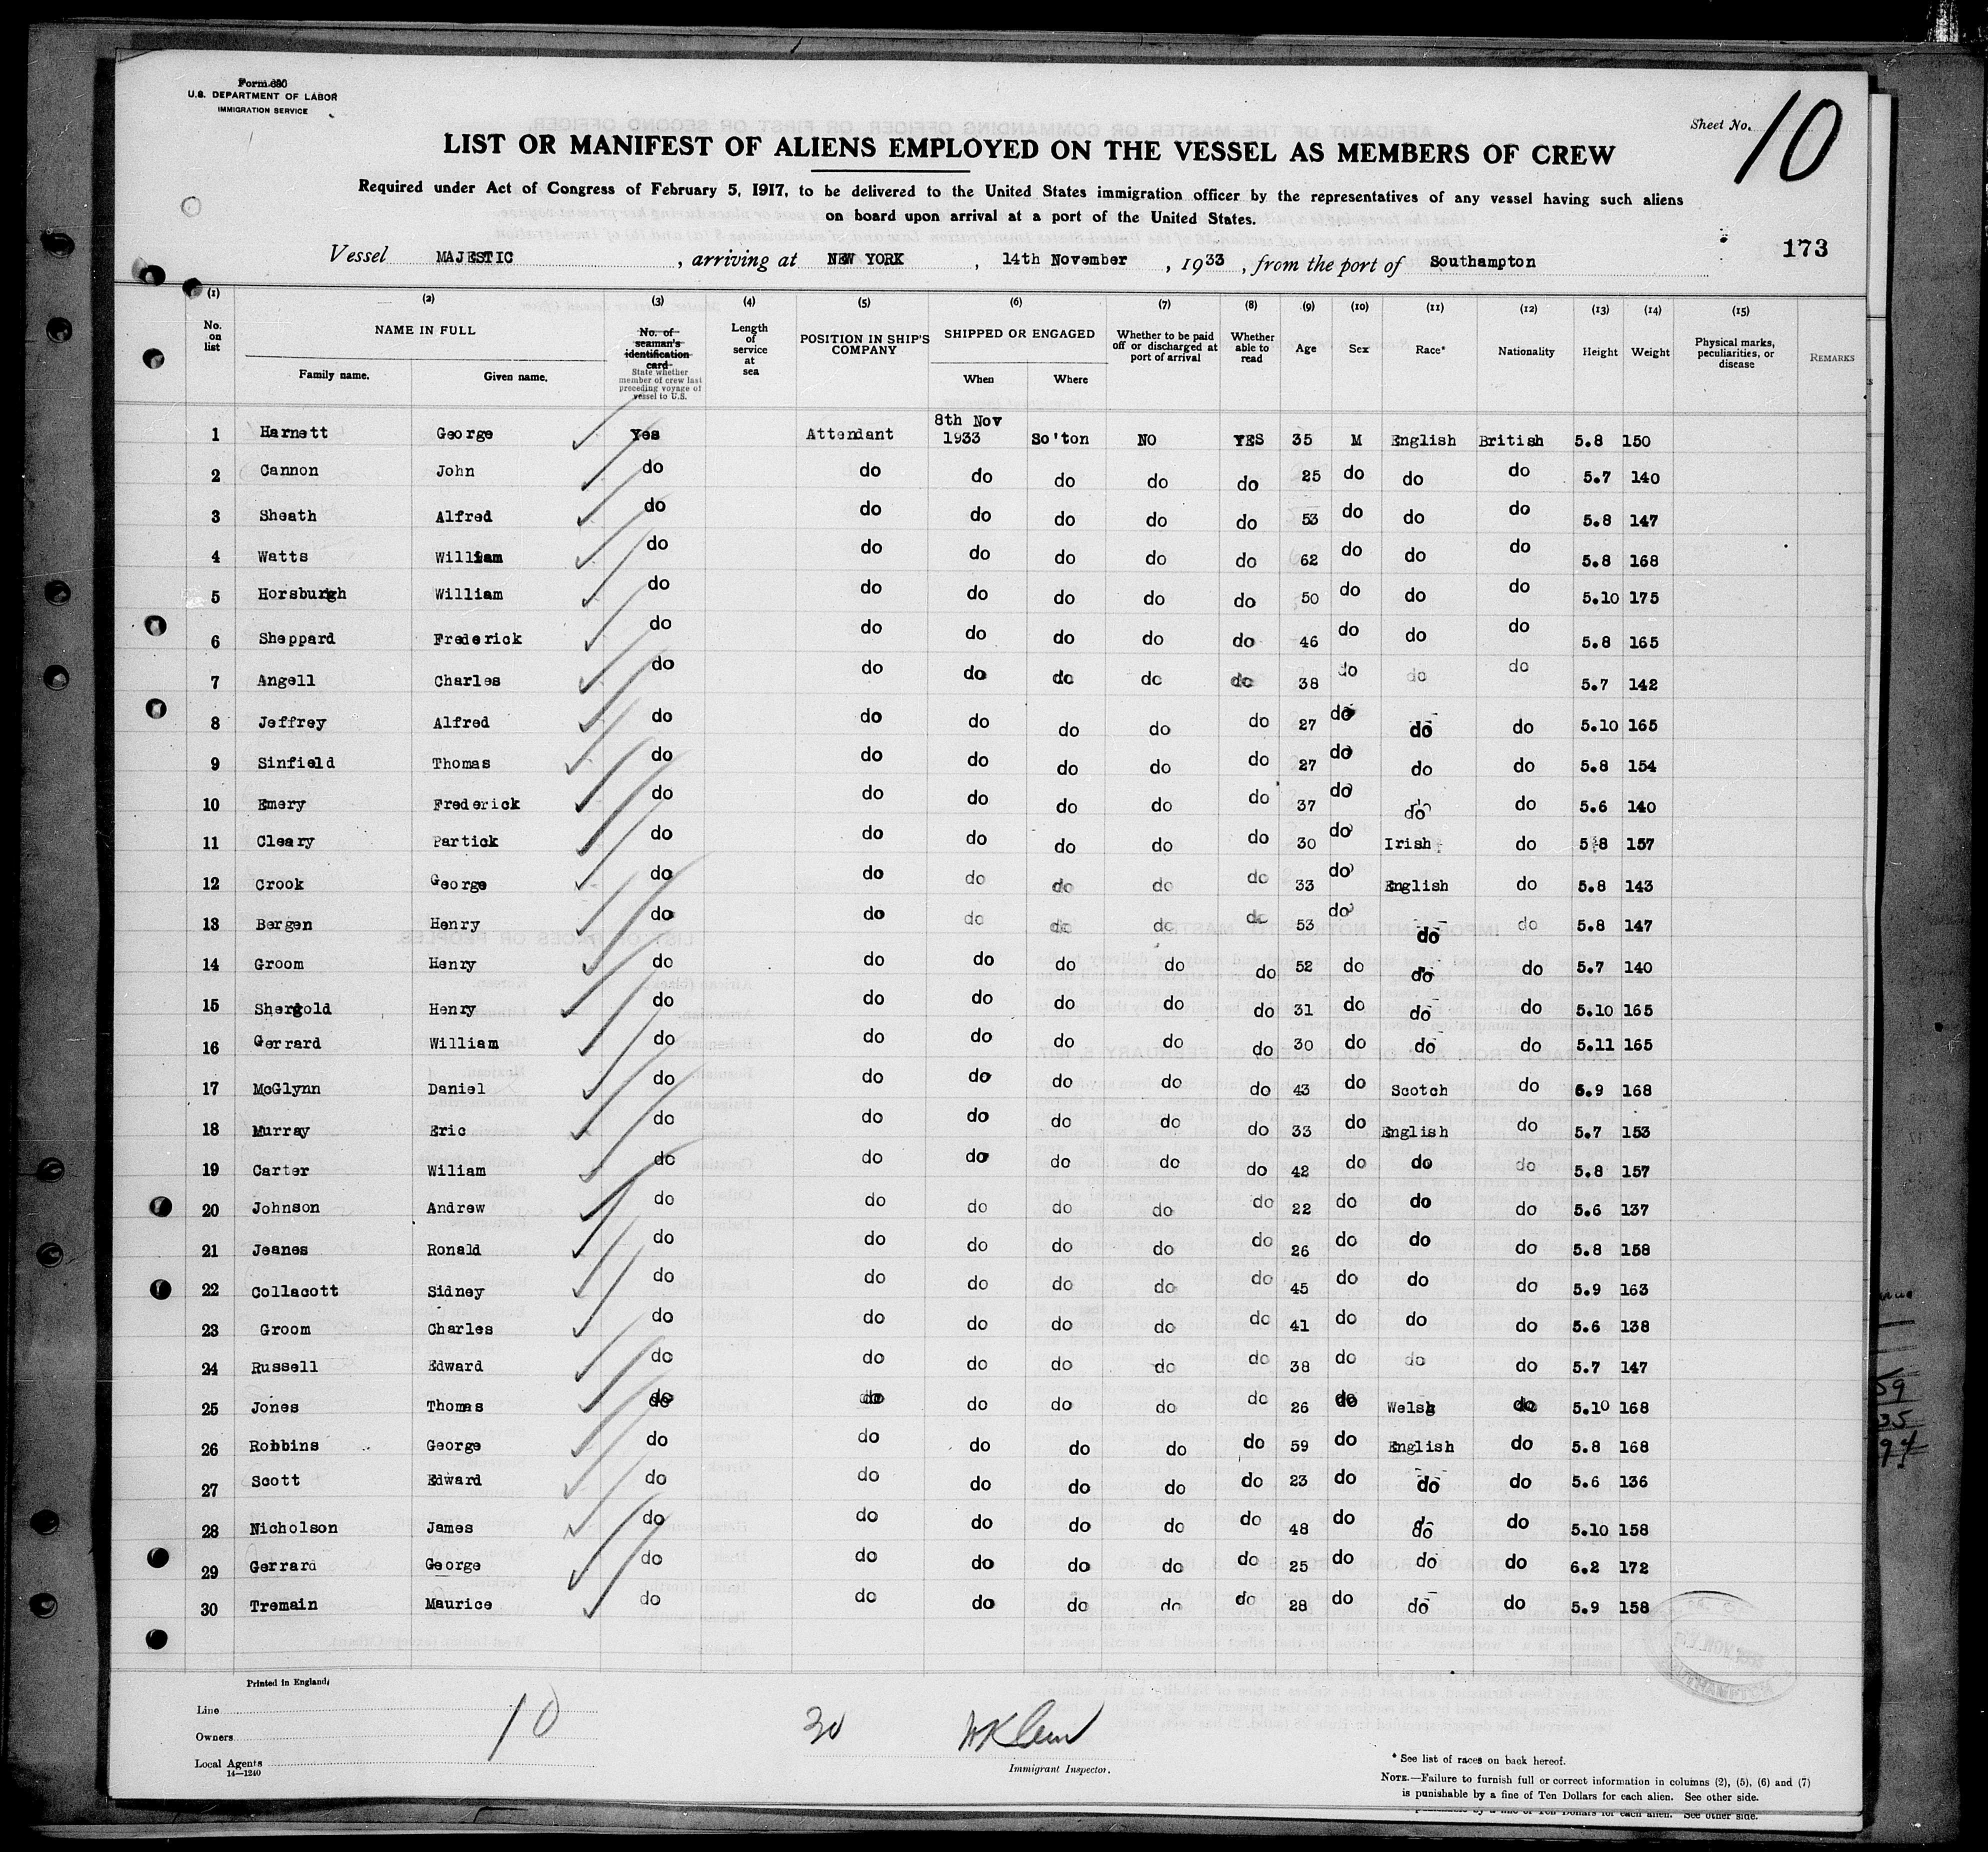 Form 680
U.S. DEPARTMENT OF LABOR
IMMIGRATION SERVICE
Sheet No. 10
LIST OR MANIFEST OF ALIENS EMPLOYED ON THE VESSEL AS MEMBERS OF CREW
Required under Act of Congress of February 5, 1917, to be delivered to the United States immigration officer by the representatives of any vessel having such aliens
on board upon arrival at a port of the United States.
173
Vessel MAJESTIC, arriving at NEW YORK, 14th November, 1933, from the port of Southampton
(1) (2) (3) (4) (5) (6) (7) (8) (9) (10) (11) (12) (13) (14) (15)
No. on list NAME IN FULL Family name. Given name. No. of seaman's identification card State whether member of crew last preceding voyage of vessel to U.S. Length of service at sea POSITION IN SHIP'S COMPANY SHIPPED OR ENGAGED When Where Whether to be paid off or discharged at port of arrival Whether able to read Age Sex Race* Nationality Height Weight Physical marks, peculiarities, or disease REMARKS
1 Harnett George Yes Attendant 8th Nov 1933 So'ton NO YES 35 M English British 5.8 150
2 Cannon John do do do do do do 25 do do do 5.7 140
3 Sheath Alfred do do do do do do 53 do do do 5.8 147
4 Watts William do do do do do do 62 do do do 5.8 168
5 Horsburgh William do do do do do do 50 do do do 5.10 175
6 Sheppard Frederick do do do do do do 46 do do do 5.8 165
7 Angell Charles do do do do do do 38 do do do 5.7 142
8 Jeffrey Alfred do do do do do do 27 do do do 5.10 165
9 Sinfield Thomas do do do do do do 27 do do do 5.8 154
10 Emery Frederick do do do do do do 37 do do do 5.6 140
11 Cleary Partick do do do do do do 30 do Irish do 5.8 157
12 Crook George do do do do do do 33 do English do 5.8 143
13 Bergen Henry do do do do do do 53 do do do 5.8 147
14 Groom Henry do do do do do do 52 do do do 5.7 140
15 Shergold Henry do do do do do do 31 do do do 5.10 165
16 Gerrard William do do do do do do 30 do do do 5.11 165
17 McGlynn Daniel do do do do do do 43 do Scotch do 5.9 168
18 Murray Eric do do do do do do 33 do English do 5.7 153
19 Carter Wiliam do do do do do do 42 do do do 5.8 157
20 Johnson Andrew do do do do do do 22 do do do 5.6 137
21 Jeanes Ronald do do do do do do 26 do do do 5.8 158
22 Collacott Sidney do do do do do do 45 do do do 5.9 163
23 Groom Charles do do do do do do 41 do do do 5.6 138
24 Russell Edward do do do do do do 38 do do do 5.7 147
25 Jones Thomas do do do do do do 26 do Welsh do 5.10 168
26 Robbins George do do do do do do 59 do English do 5.8 168
27 Scott Edward do do do do do do 23 do do do 5.6 136
28 Nicholson James do do do do do do 48 do do do 5.10 158
29 Gerrard George do do do do do do 25 do do do 6.2 172
30 Tremain Maurice do do do do do do 28 do do do 5.9 158
Printed in England.
Line
Owners
Local Agents
14—1240
10
30
Immigrant Inspector.
* See list of races on back hereof.
NOTE.—Failure to furnish full or correct information in columns (2), (5), (6) and (7)
is punishable by a fine of Ten Dollars for each alien. See other side.